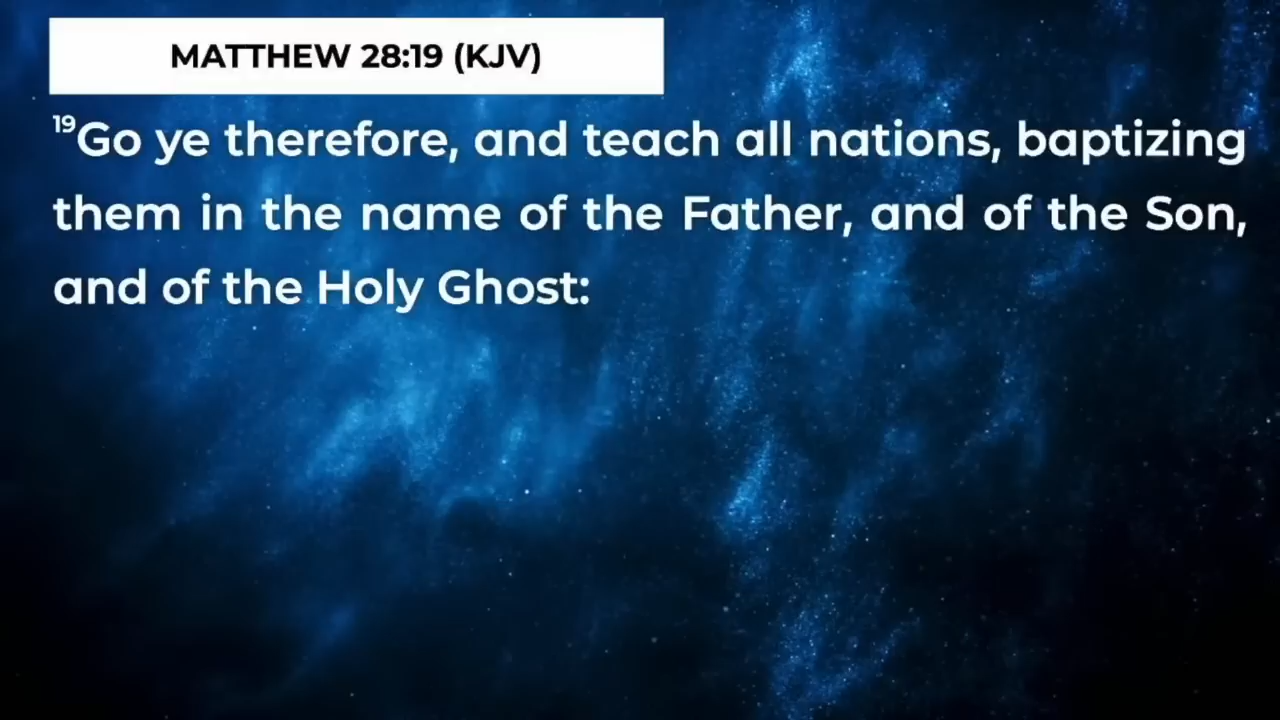 MATTHEW 28:19 (KJV)
19Go ye therefore, and teach all nations, baptizing
them in the name of the Father, and of the Son,
and of the Holy Ghost: